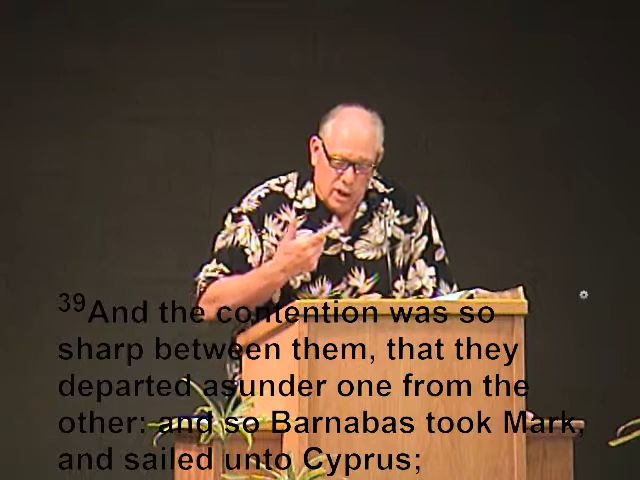 39And the contention was so
sharp between them, that they
departed asunder one from the
other: and so Barnabas took Mark,
and sailed unto Cyprus;